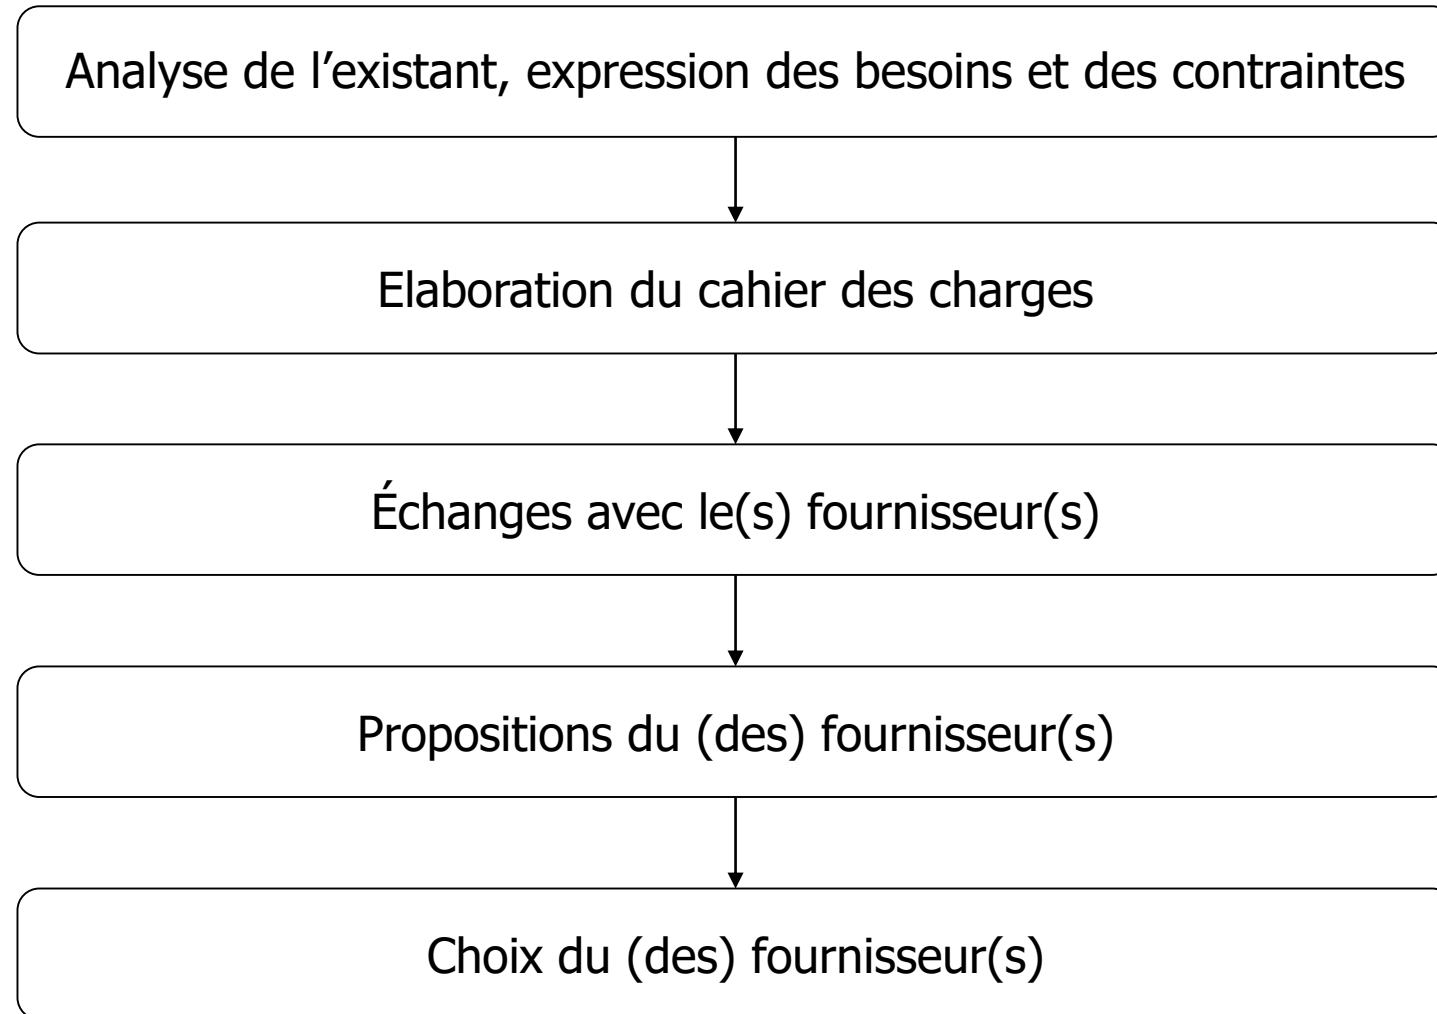 Analyse de l’existant, expression des besoins et des contraintes
Elaboration du cahier des charges
Échanges avec le(s) fournisseur(s)
Propositions du (des) fournisseur(s)
Choix du (des) fournisseur(s)